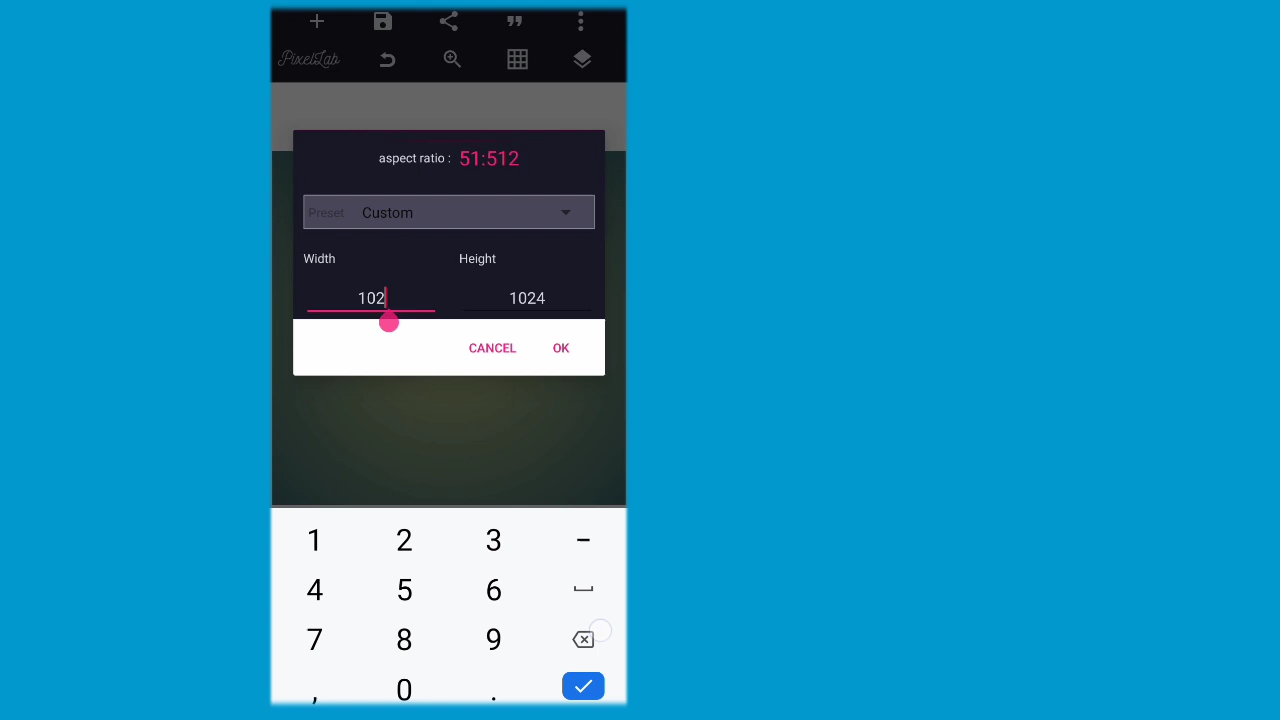 PixelLab
aspect ratio : 51:512
Preset Custom
Width Height
102 1024
CANCEL OK
1 2 3 -
4 5 6
7 8 9
, 0 .